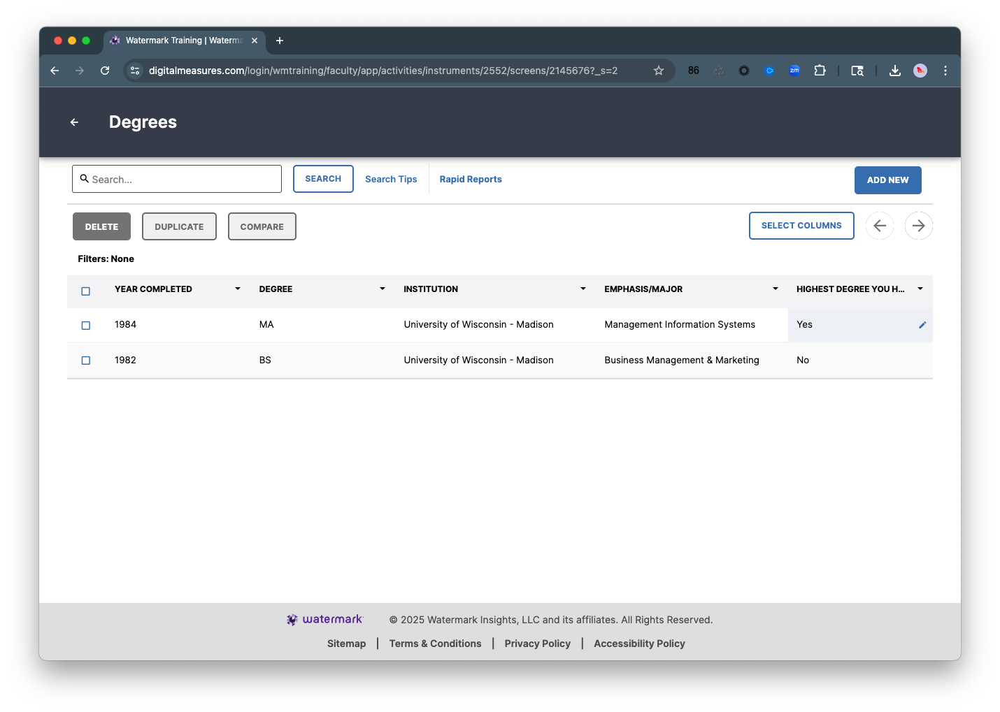 Watermark Training | Waterma
digitalmeasures.com/login/wmtraining/faculty/app/activities/instruments/2552/screens/2145676?_s=2
86
zm
Degrees
Search...
SEARCH
Search Tips
Rapid Reports
ADD NEW
DELETE
DUPLICATE
COMPARE
SELECT COLUMNS
Filters: None
YEAR COMPLETED DEGREE INSTITUTION EMPHASIS/MAJOR HIGHEST DEGREE YOU H...
1984 MA University of Wisconsin - Madison Management Information Systems Yes
1982 BS University of Wisconsin - Madison Business Management & Marketing No
watermark © 2025 Watermark Insights, LLC and its affiliates. All Rights Reserved.
Sitemap | Terms & Conditions | Privacy Policy | Accessibility Policy